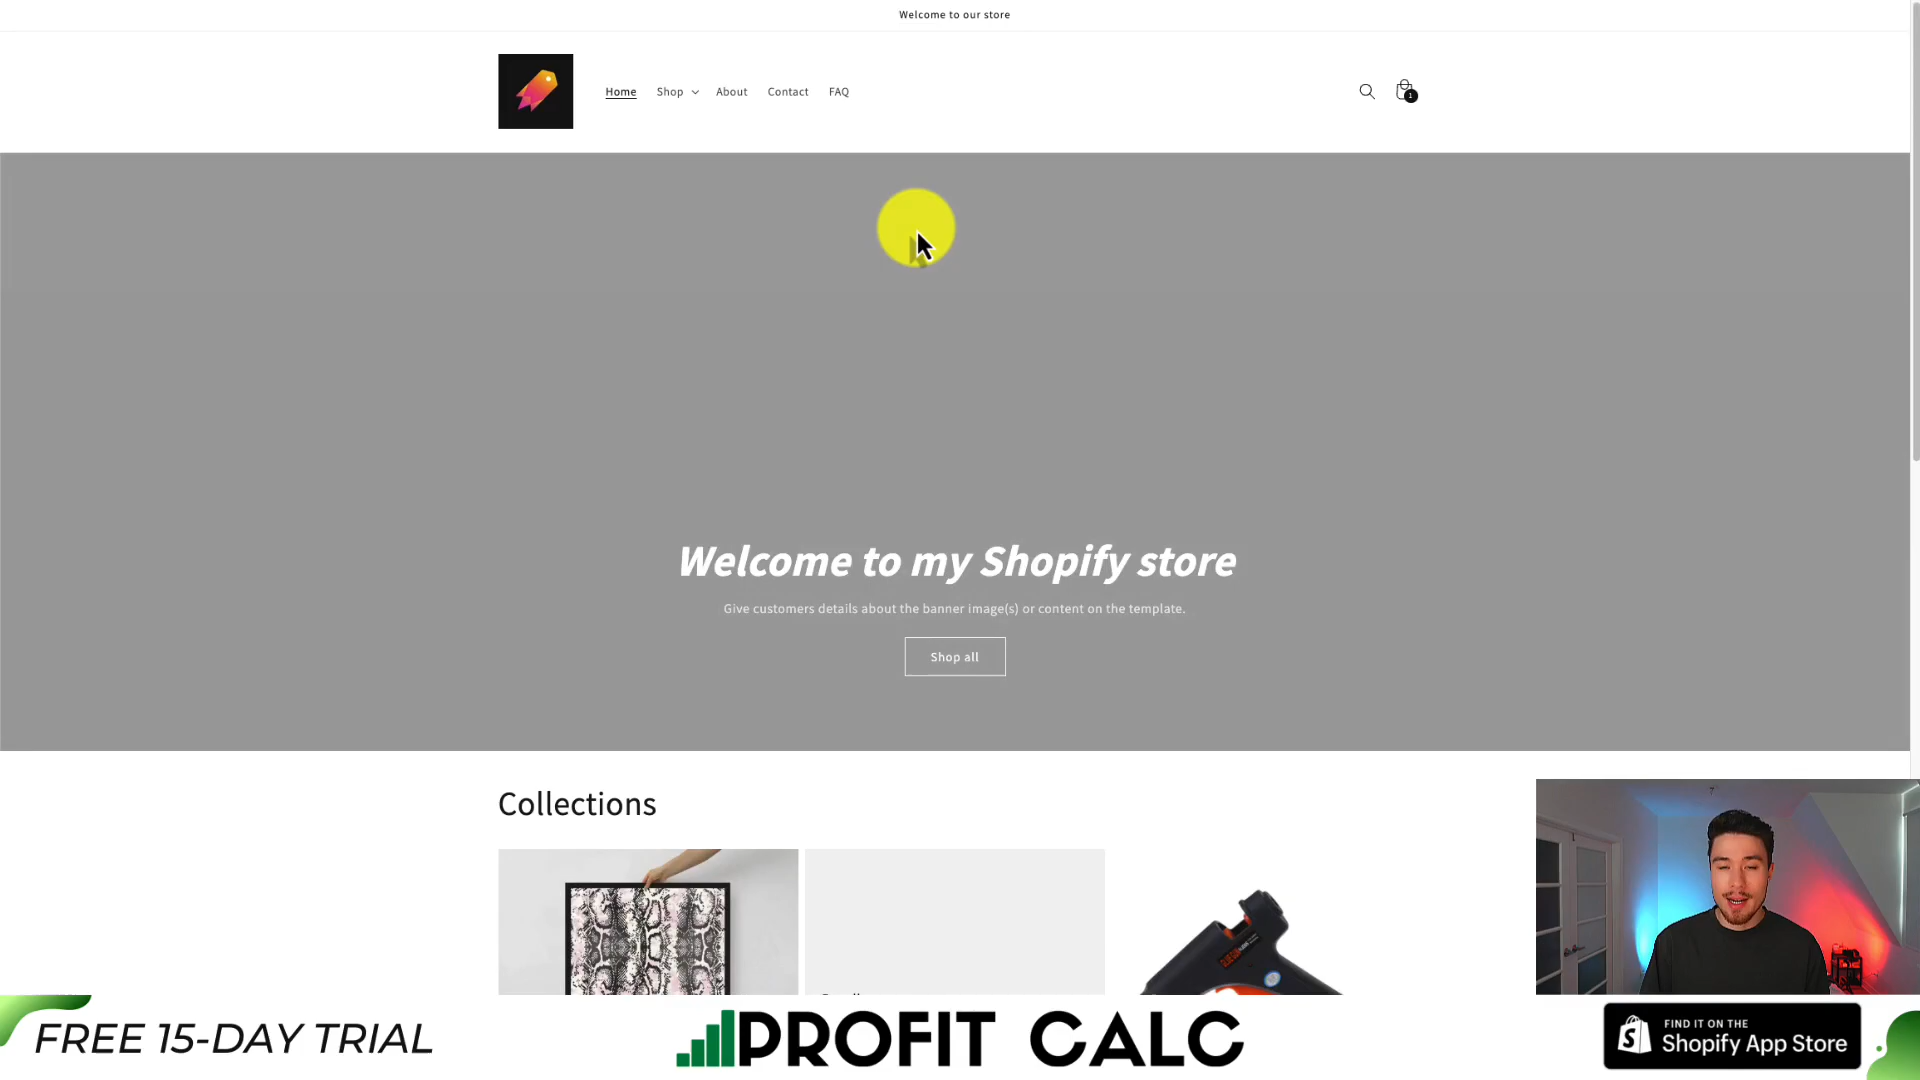 Welcome to our store
Home Shop About Contact FAQ
1
Welcome to my Shopify store
Give customers details about the banner image(s) or content on the template.
Shop all
Collections
FREE 15-DAY TRIAL
PROFIT CALC
FIND IT ON THE
Shopify App Store